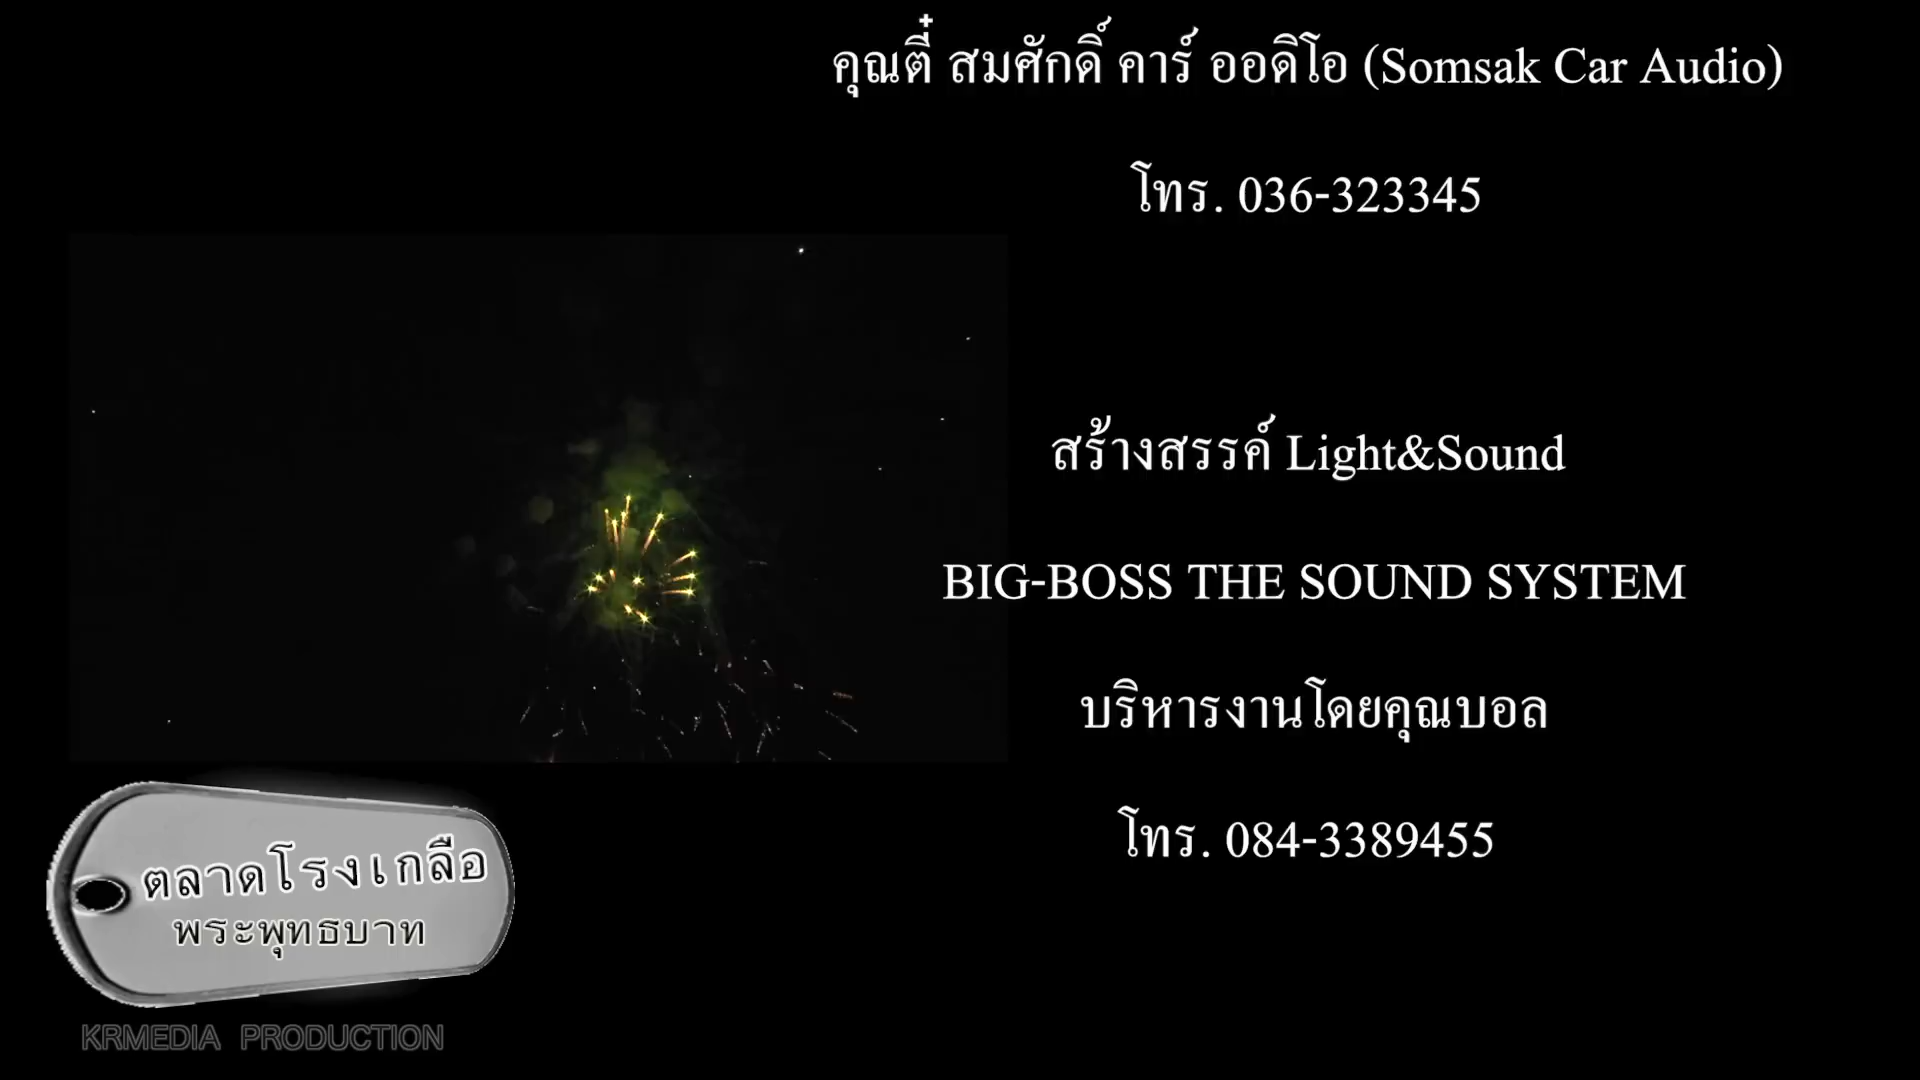 คุณตี๋ สมศักดิ์ คาร์ ออดิโอ (Somsak Car Audio)
โทร. 036-323345
สร้างสรรค์ Light&Sound
BIG-BOSS THE SOUND SYSTEM
บริหารงานโดยคุณบอล
โทร. 084-3389455
ตลาดโรงเกลือ
พระพุทธบาท
KRMEDIA PRODUCTION